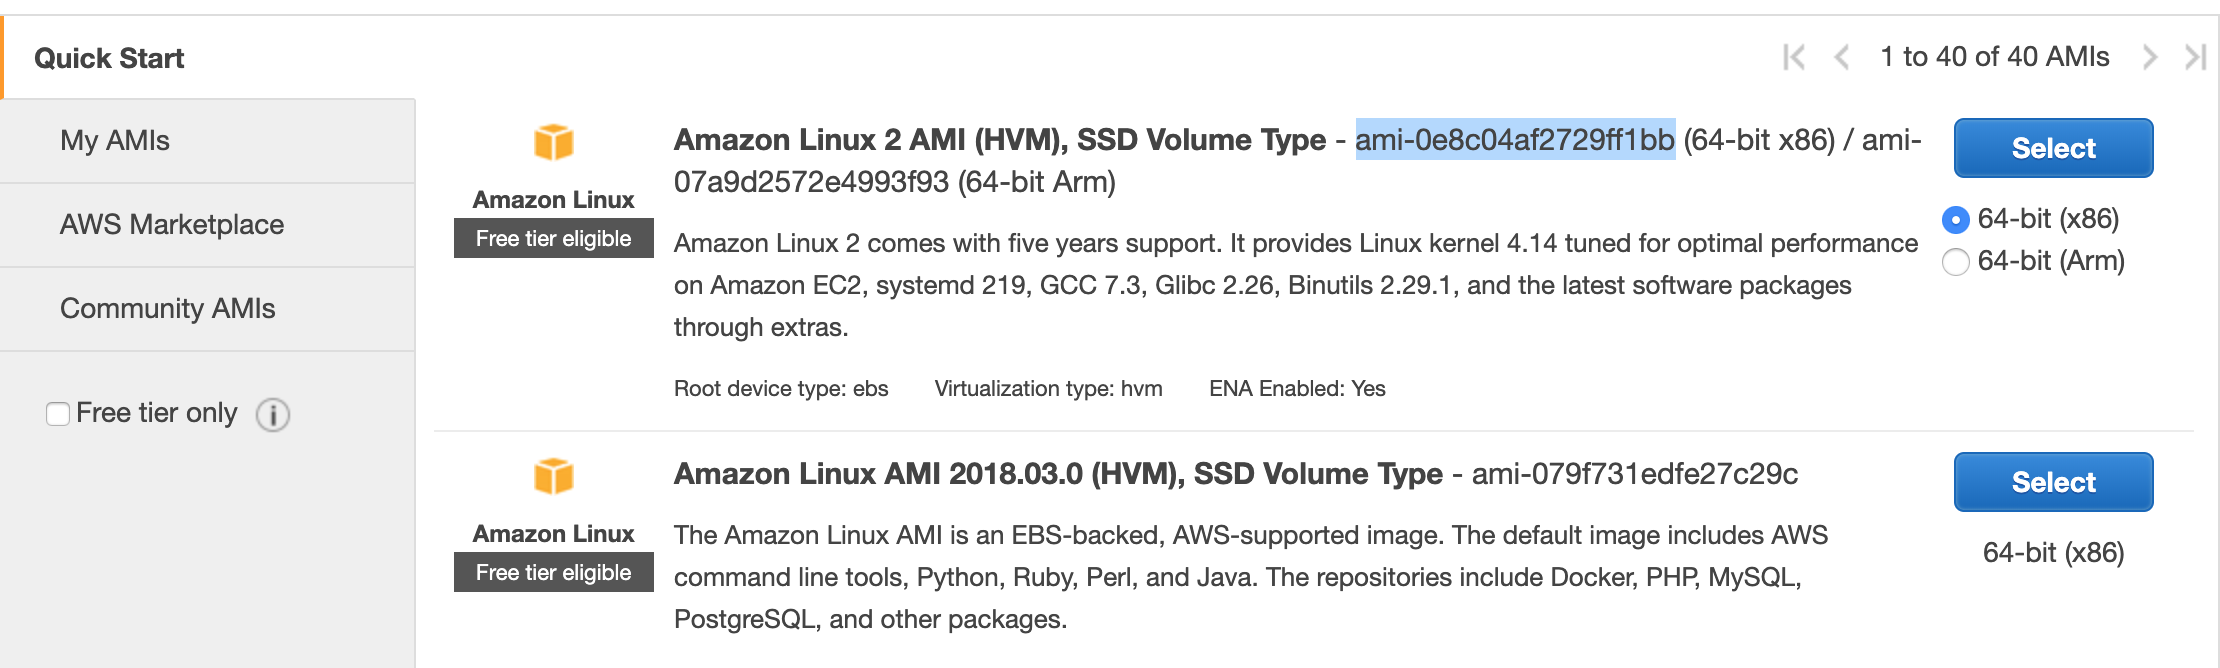 Quick Start
1 to 40 of 40 AMIs
My AMIs
AWS Marketplace
Community AMIs
Free tier only
i
Amazon Linux
Free tier eligible
Amazon Linux 2 AMI (HVM), SSD Volume Type - ami-0e8c04af2729ff1bb (64-bit x86) / ami-
07a9d2572e4993f93 (64-bit Arm)
Amazon Linux 2 comes with five years support. It provides Linux kernel 4.14 tuned for optimal performance
on Amazon EC2, systemd 219, GCC 7.3, Glibc 2.26, Binutils 2.29.1, and the latest software packages
through extras.
Root device type: ebs Virtualization type: hvm ENA Enabled: Yes
Select
64-bit (x86)
64-bit (Arm)
Amazon Linux
Free tier eligible
Amazon Linux AMI 2018.03.0 (HVM), SSD Volume Type - ami-079f731edfe27c29c
The Amazon Linux AMI is an EBS-backed, AWS-supported image. The default image includes AWS
command line tools, Python, Ruby, Perl, and Java. The repositories include Docker, PHP, MySQL,
PostgreSQL, and other packages.
Select
64-bit (x86)